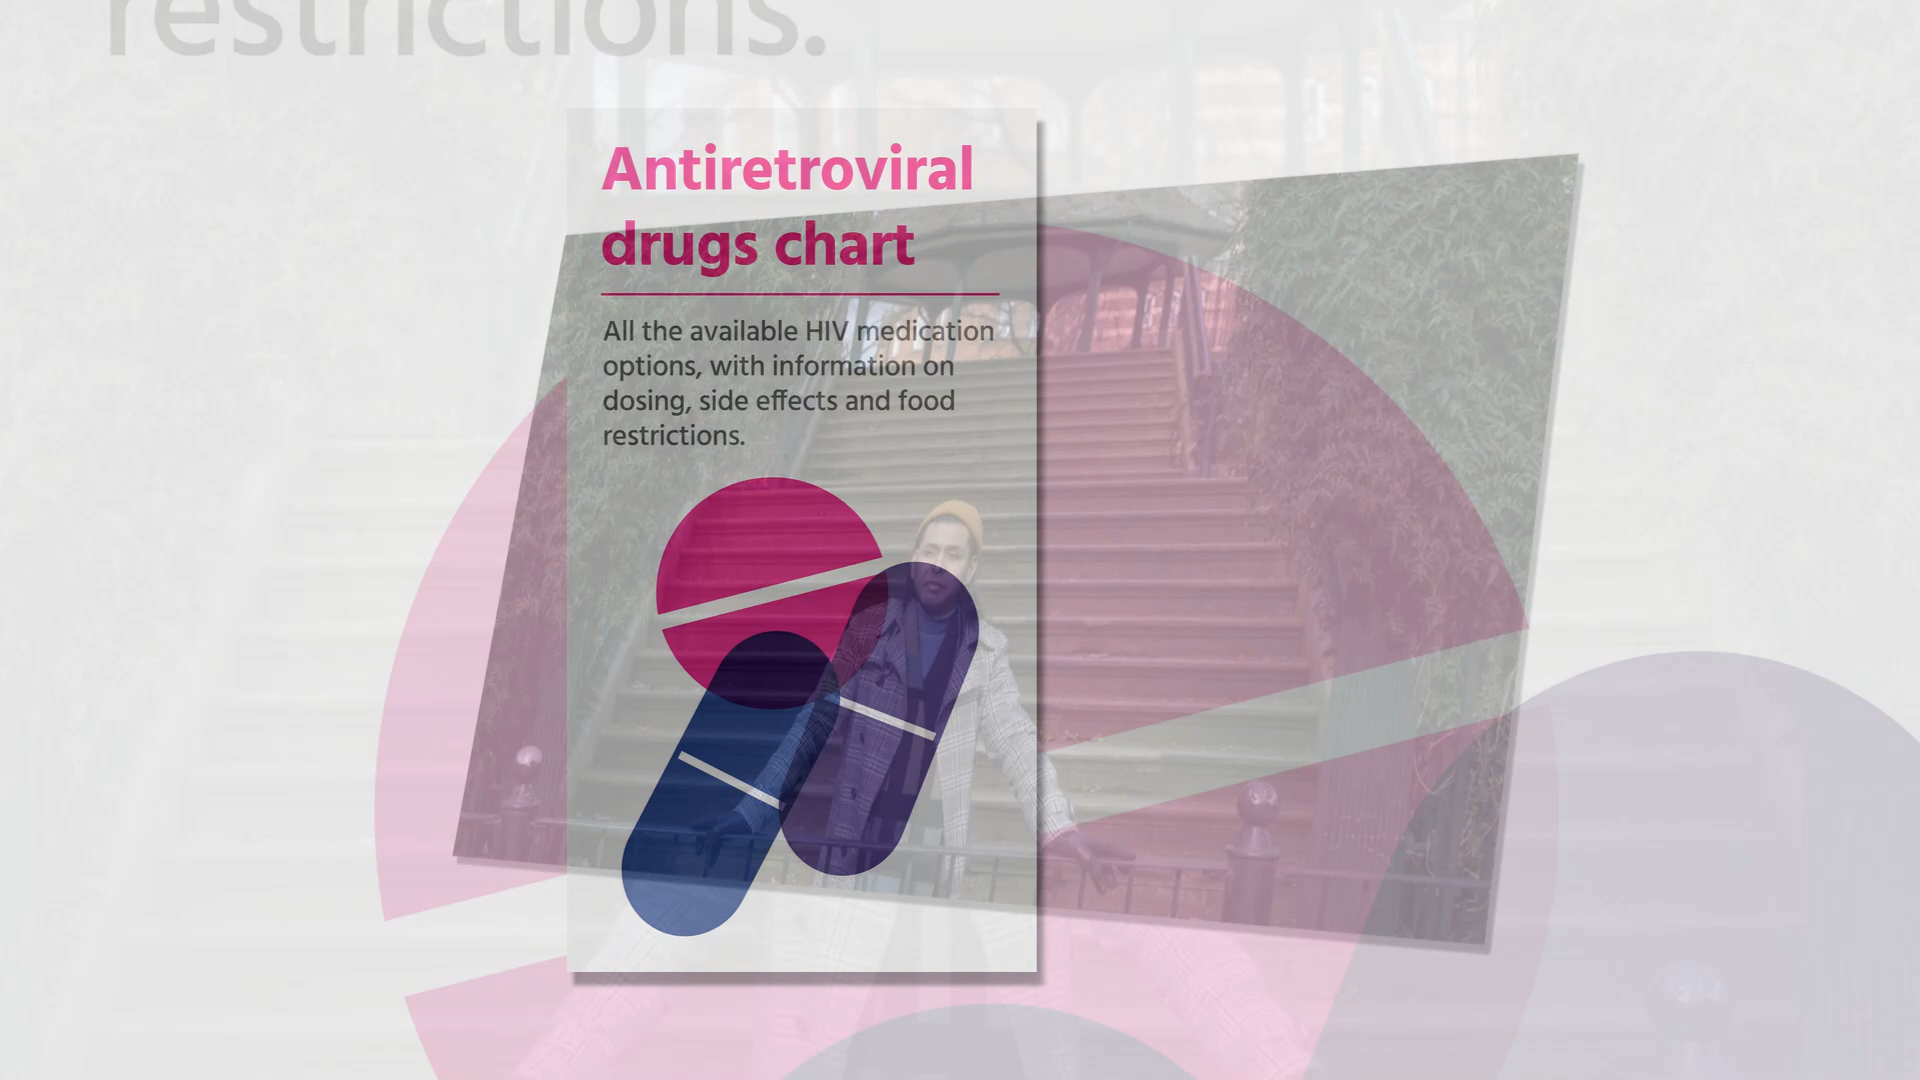 restrictions.
Antiretroviral
drugs chart
All the available HIV medication
options, with information on
dosing, side effects and food
restrictions.